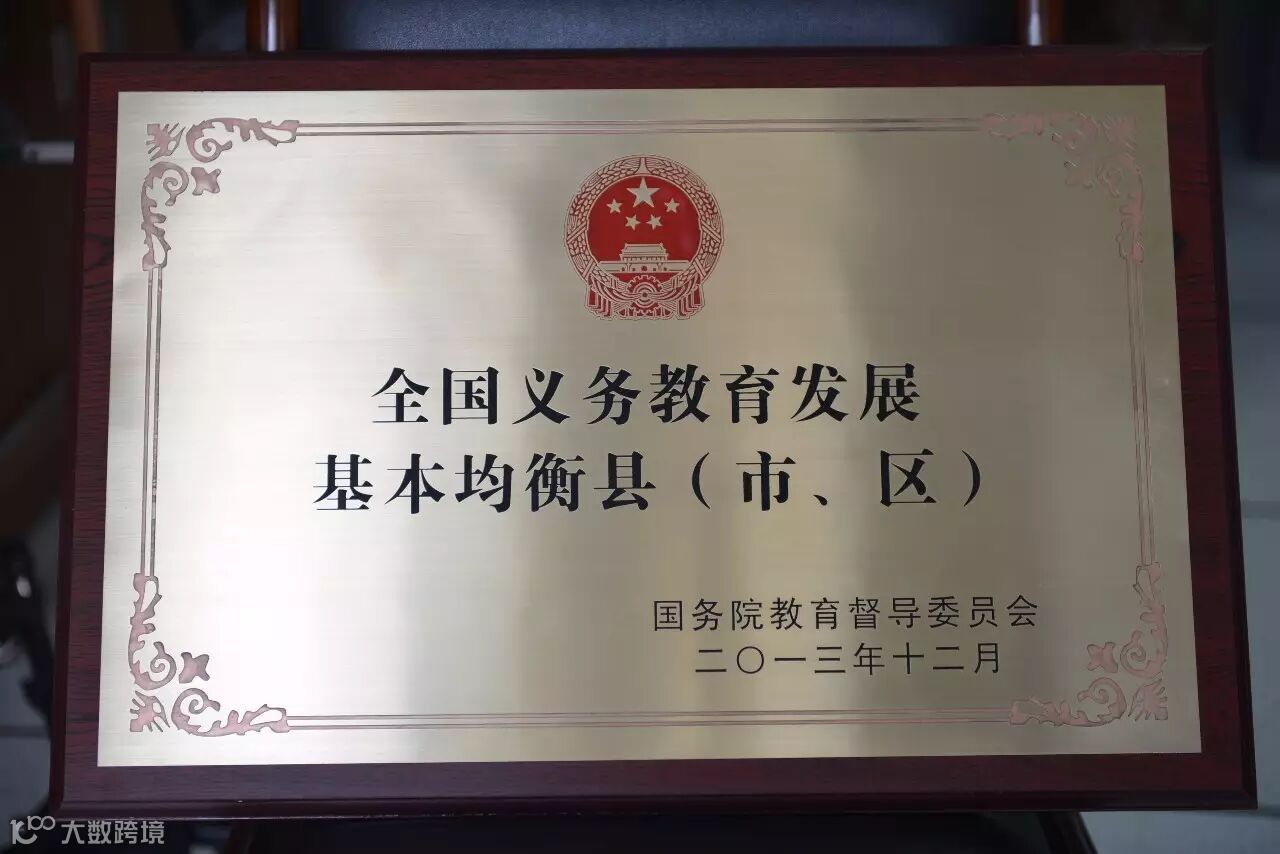 全国义务教育发展
基本均衡县（市、区）
国务院教育督导委员会
二〇一三年十二月
大数跨境